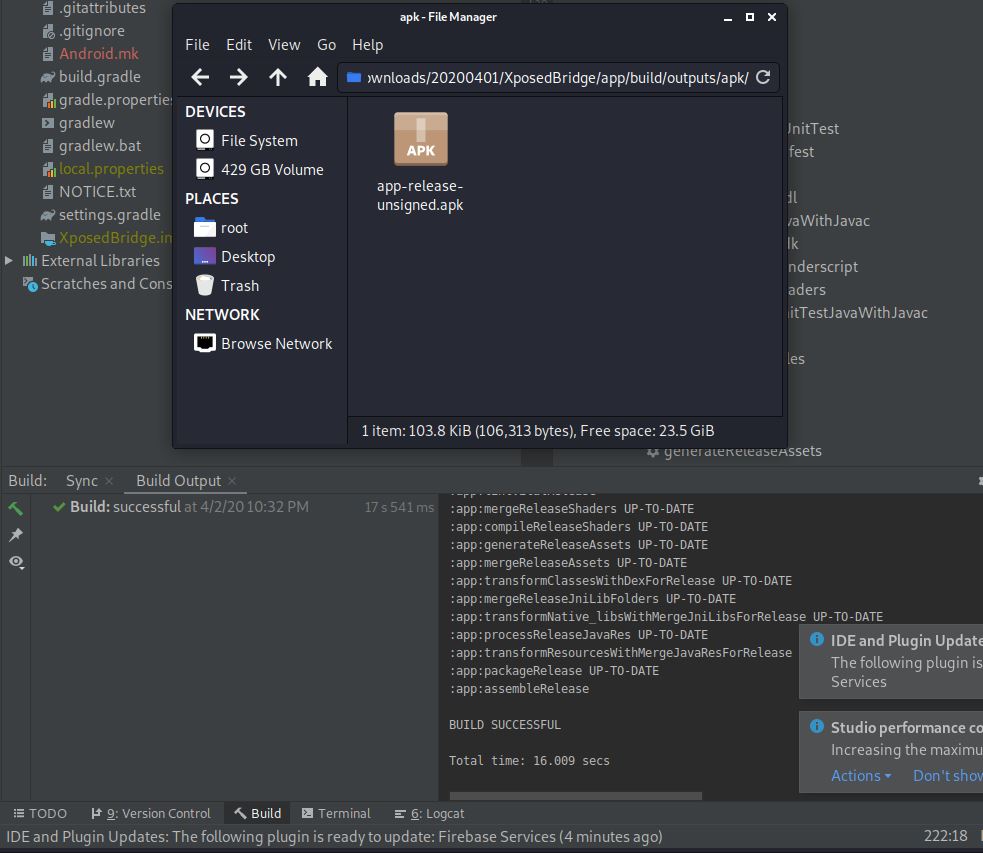 .gitattributes
.gitignore
Android.mk
build.gradle
gradle.properties
gradlew
gradlew.bat
local.properties
NOTICE.txt
settings.gradle
XposedBridge.im
External Libraries
Scratches and Cons
apk - File Manager
File Edit View Go Help
ownloads/20200401/XposedBridge/app/build/outputs/apk/
DEVICES
File System
429 GB Volume
PLACES
root
Desktop
Trash
NETWORK
Browse Network
APK
app-release-
unsigned.apk
1 item: 103.8 KiB (106,313 bytes), Free space: 23.5 GiB
UnitTest
fest
dl
vaWithJavac
dk
nderscript
aders
nitTestJavaWithJavac
les
generateReleaseAssets
Build: Sync Build Output
Build: successful at 4/2/20 10:32 PM 17 s 541 ms
:app:mergeReleaseShaders UP-TO-DATE
:app:compileReleaseShaders UP-TO-DATE
:app:generateReleaseAssets UP-TO-DATE
:app:mergeReleaseAssets UP-TO-DATE
:app:transformClassesWithDexForRelease UP-TO-DATE
:app:mergeReleaseJniLibFolders UP-TO-DATE
:app:transformNative_libsWithMergeJniLibsForRelease UP-TO-DATE
:app:processReleaseJavaRes UP-TO-DATE
:app:transformResourcesWithMergeJavaResForRelease
:app:packageRelease UP-TO-DATE
:app:assembleRelease
BUILD SUCCESSFUL
Total time: 16.009 secs
IDE and Plugin Update
The following plugin is
Services
Studio performance co
Increasing the maximu
Actions Don't show
TODO 9: Version Control Build Terminal 6: Logcat
IDE and Plugin Updates: The following plugin is ready to update: Firebase Services (4 minutes ago) 222:18